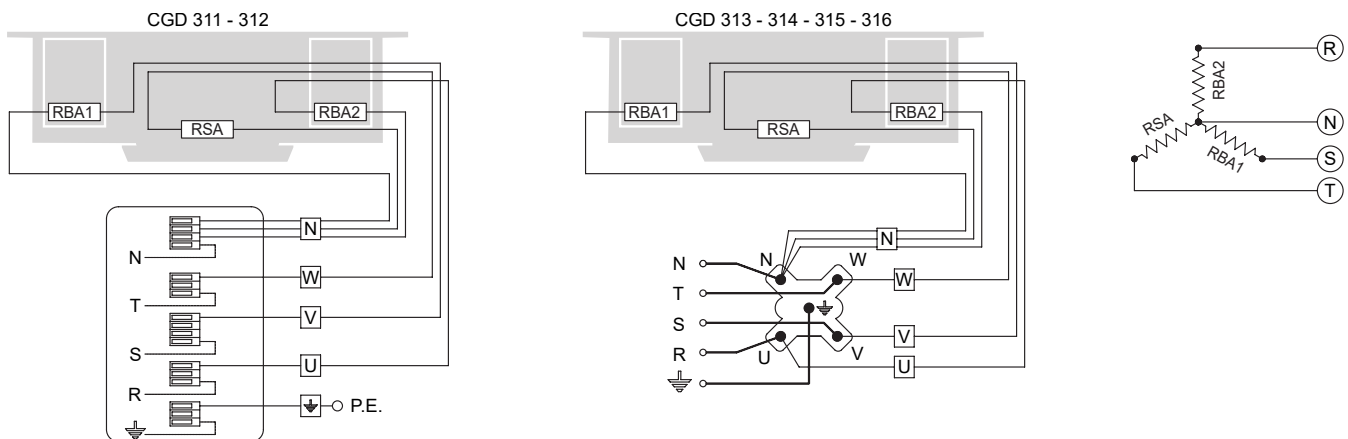 CGD 311 - 312
RBA1
RSA
RBA2
N
N
W
T
V
S
U
R
P.E.
CGD 313 - 314 - 315 - 316
RBA1
RSA
RBA2
N
N
N
W
W
T
S
V
R
U
V
U
R
RBA2
N
RSA
RBA1
S
T